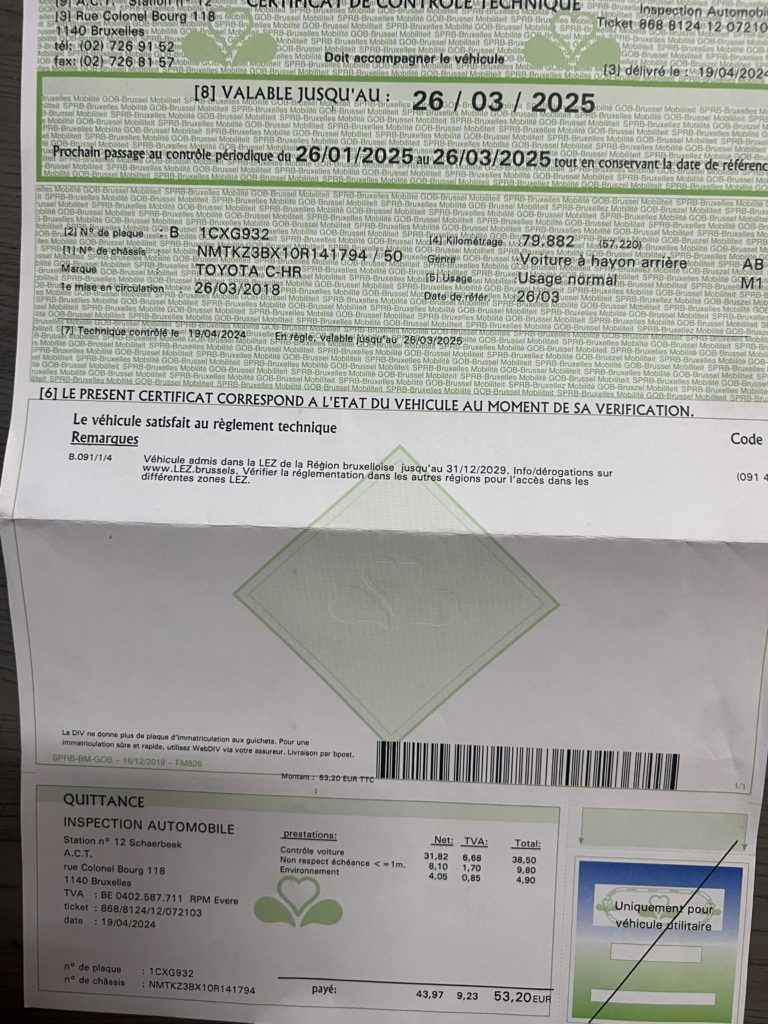 [9] A.C.T. Station n° 12
CERTIFICAT DE CONTRÔLE TECHNIQUE
Inspection Automobi
[3] Rue Colonel Bourg 118
Ticket 868 8124 12 07210
1140 Bruxelles
tél: (02) 726 91 52
fax: (02) 726 81 57
Doit accompagner le véhicule
[3] délivré le : 19/04/2024
[8] VALABLE JUSQU'AU : 26 / 03 / 2025
Prochain passage au contrôle périodique du 26/01/2025 au 26/03/2025 tout en conservant la date de référenc
[2] N° de plaque : B 1CXG932
[4] Kilométrage : 79.882 (57.220)
[1] N° de châssis : NMTKZ3BX10R141794 / 50
Genre : Voiture à hayon arrière AB
Marque : TOYOTA C-HR
[5] Usage : Usage normal M1
1e mise en circulation : 26/03/2018
Date de référ. : 26/03
[7] Technique contrôlé le 19/04/2024 En règle, valable jusqu'au 26/03/2025
[6] LE PRESENT CERTIFICAT CORRESPOND A L'ETAT DU VEHICULE AU MOMENT DE SA VERIFICATION.
Le véhicule satisfait au règlement technique
Code
Remarques
B.091/1/4 Véhicule admis dans la LEZ de la Région bruxelloise jusqu'au 31/12/2029. Info/dérogations sur
www.LEZ.brussels. Vérifier la réglementation dans les autres régions pour l'accès dans les
(091 4
différentes zones LEZ.
La DIV ne donne plus de plaque d'immatriculation aux guichets. Pour une
immatriculation sûre et rapide, utilisez WebDIV via votre assureur. Livraison par bpost.
SPRB-BM-GOB – 16/12/2019 – FM826
Montant : 53,20 EUR TTC
1/1
QUITTANCE
INSPECTION AUTOMOBILE
Station n° 12 Schaerbeek
A.C.T.
rue Colonel Bourg 118
1140 Bruxelles
TVA : BE 0402.587.711 RPM Evere
ticket : 868/8124/12/072103
date : 19/04/2024
prestations: Net: TVA: Total:
Contrôle voiture 31,82 6,68 38,50
Non respect échéance <=1m. 8,10 1,70 9,80
Environnement 4,05 0,85 4,90
Uniquement pour
véhicule utilitaire
n° de plaque : 1CXG932
n° de châssis : NMTKZ3BX10R141794
payé: 43,97 9,23 53,20EUR